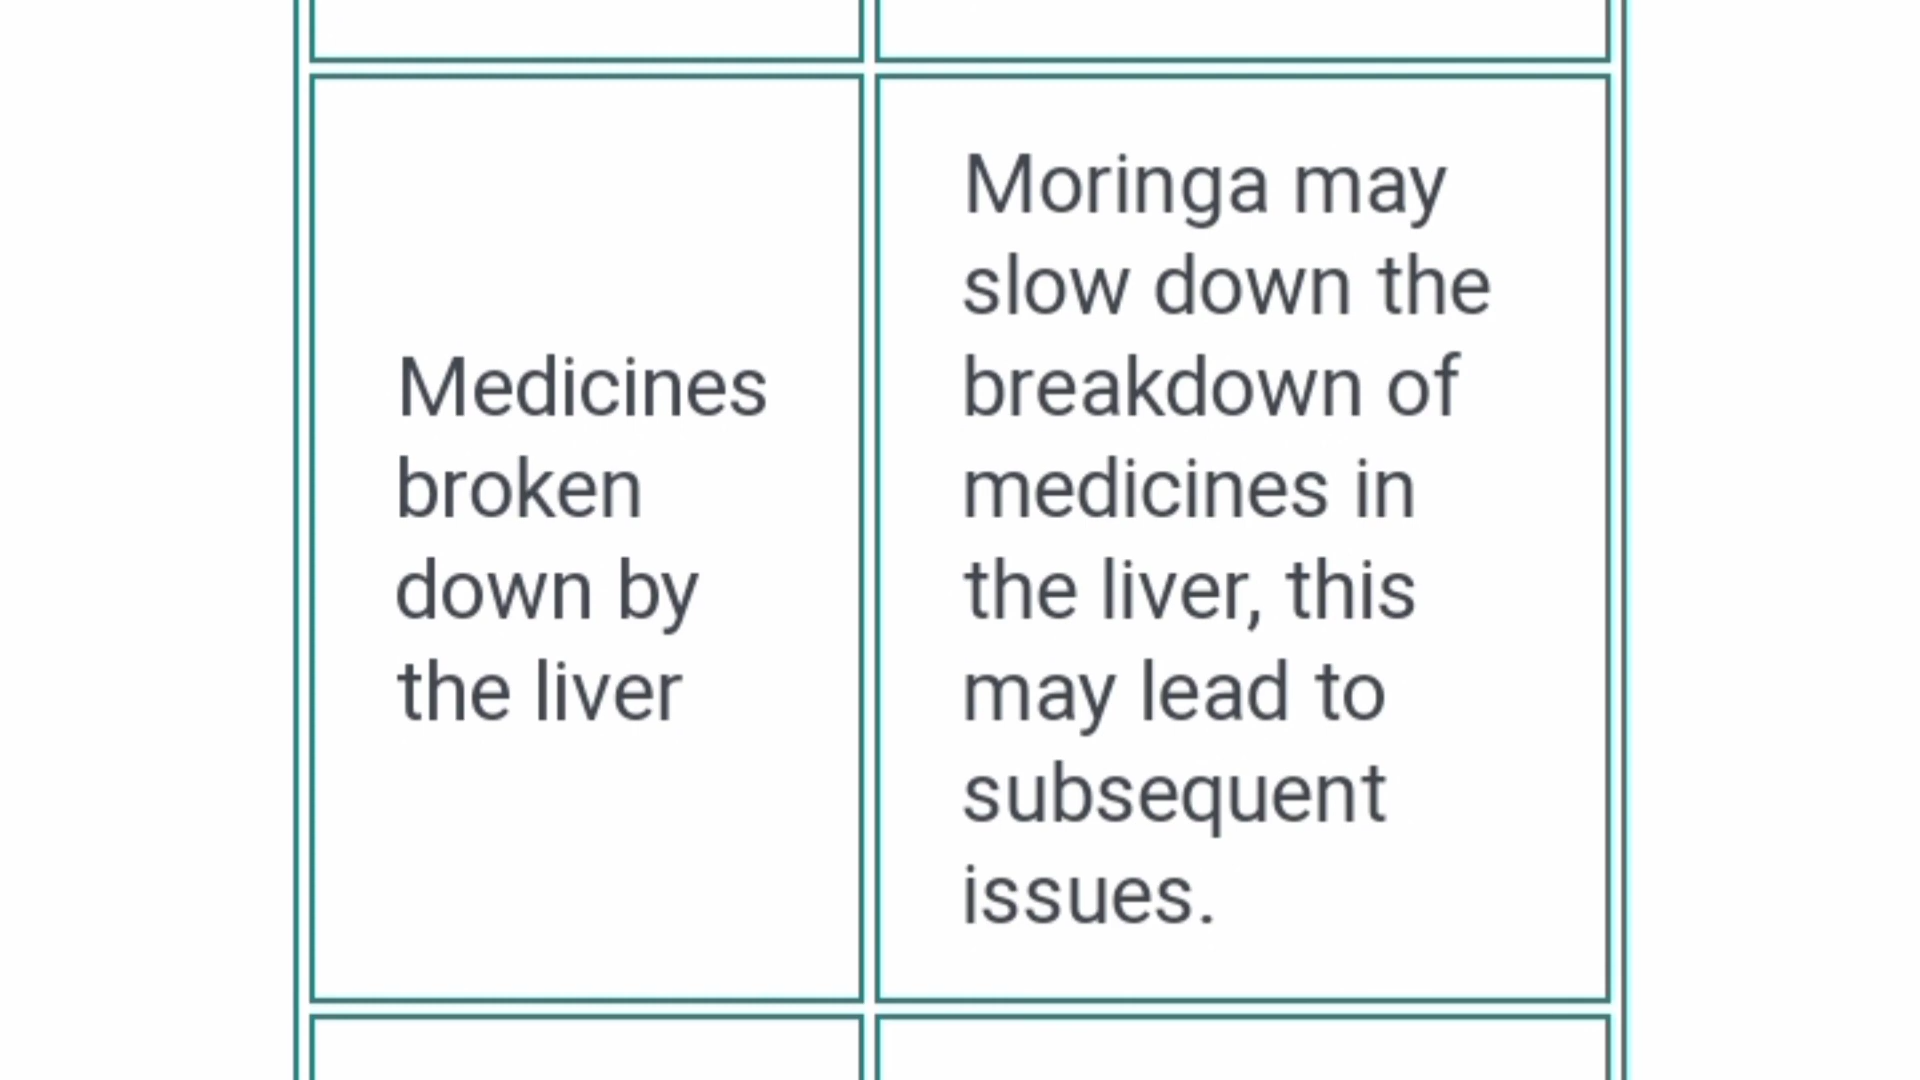 Medicines
broken
down by
the liver
Moringa may
slow down the
breakdown of
medicines in
the liver, this
may lead to
subsequent
issues.